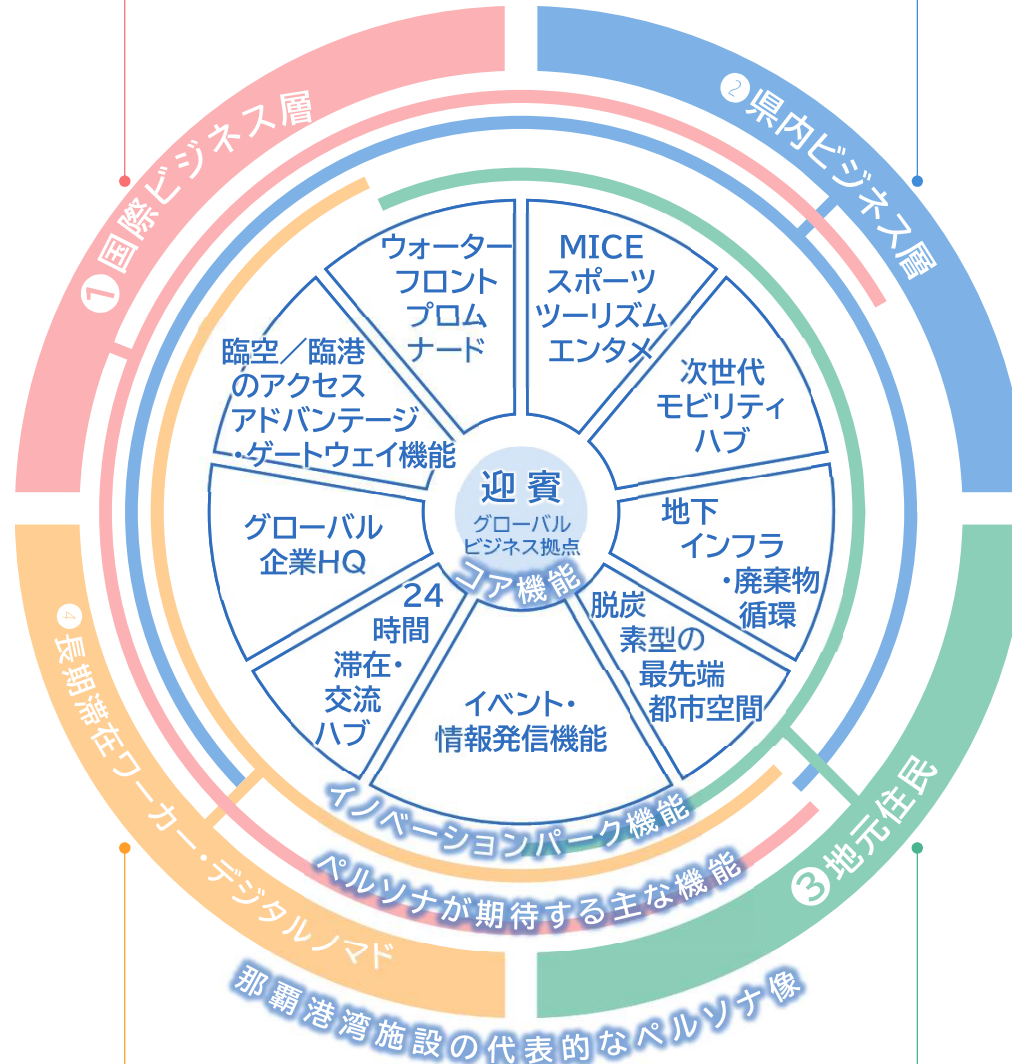 ❶国際ビジネス層
❷県内ビジネス層
ウォーター
フロント
プロム
ナード
MICE
スポーツ
ツーリズム
エンタメ
臨空／臨港
のアクセス
アドバンテージ
・ゲートウェイ機能
次世代
モビリティ
ハブ
迎賓
グローバル
ビジネス拠点
コア機能
グローバル
企業HQ
地下
インフラ
・廃棄物
循環
24
時間
滞在・
交流
ハブ
脱炭
素型の
最先端
都市空間
イベント・
情報発信機能
イノベーションパーク機能
ペルソナが期待する主な機能
❹長期滞在ワーカー・デジタルノマド
❸地元住民
那覇港湾施設の代表的なペルソナ像